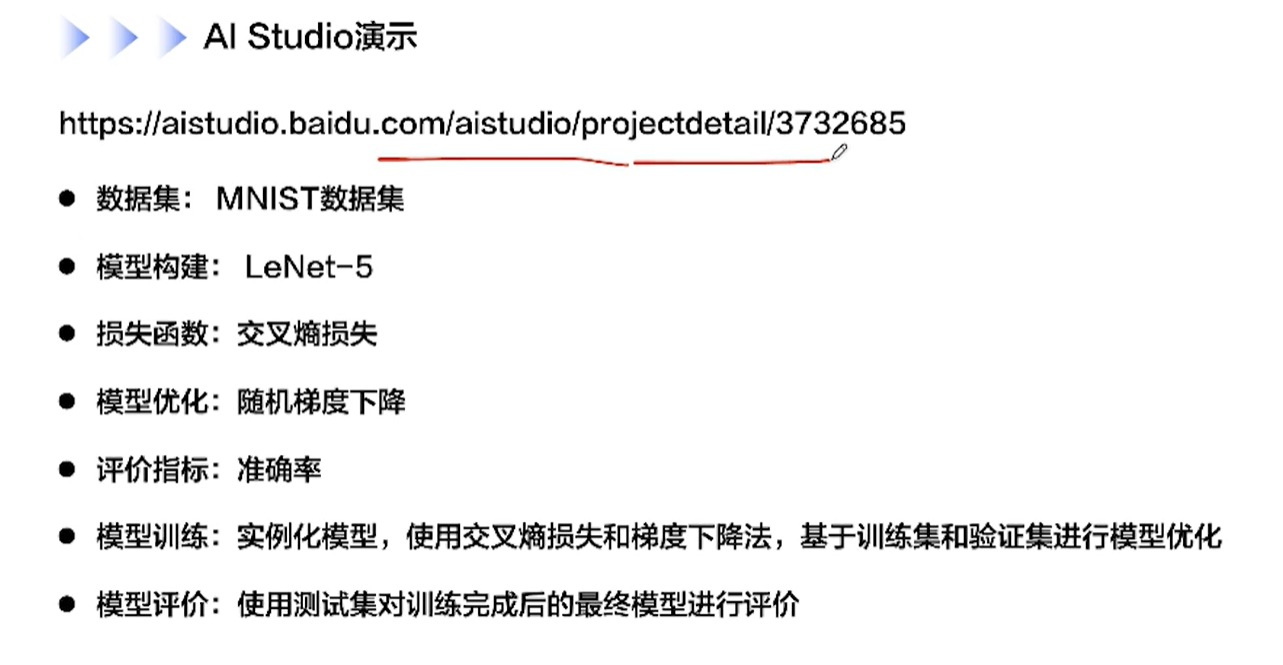 AI Studio演示
https://aistudio.baidu.com/aistudio/projectdetail/3732685
● 数据集： MNIST数据集
● 模型构建： LeNet-5
● 损失函数：交叉熵损失
● 模型优化：随机梯度下降
● 评价指标：准确率
● 模型训练：实例化模型，使用交叉熵损失和梯度下降法，基于训练集和验证集进行模型优化
● 模型评价：使用测试集对训练完成后的最终模型进行评价